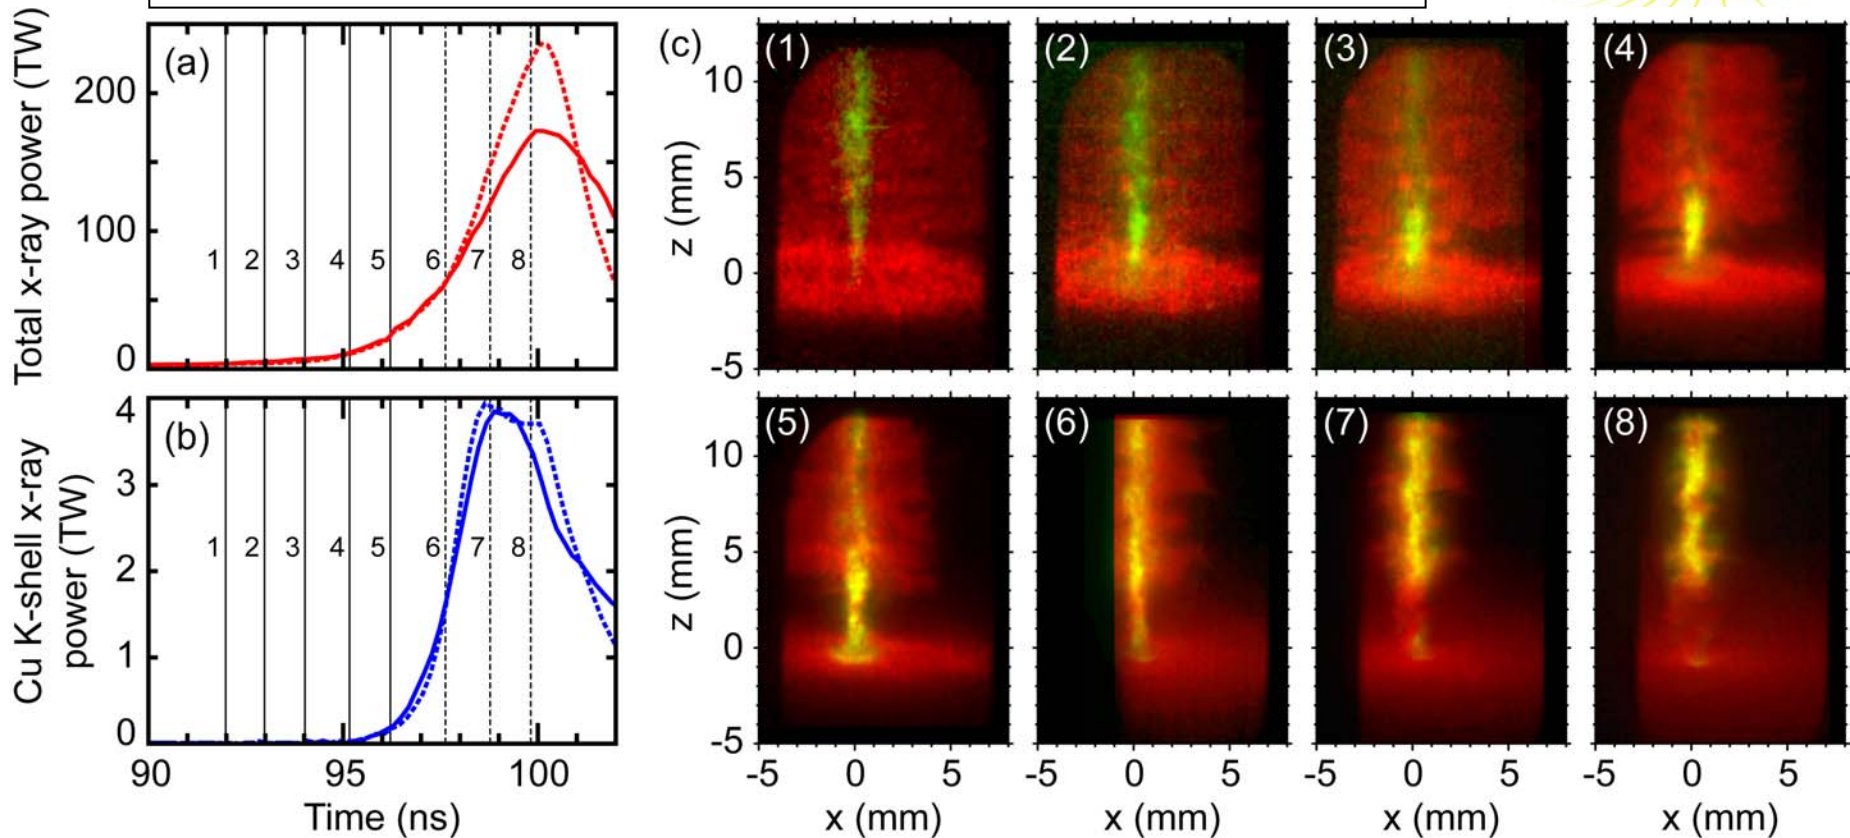 Total x-ray power (TW)
(a)
200
100
0
1 2 3 4 5 6 7 8
Cu K-shell x-ray
power (TW)
(b)
4
3
2
1
0
1 2 3 4 5 6 7 8
90 95 100
Time (ns)
(c)
(1) (2) (3) (4)
z (mm)
10
5
0
-5
(5) (6) (7) (8)
z (mm)
10
5
0
-5
-5 0 5 -5 0 5 -5 0 5 -5 0 5
x (mm) x (mm) x (mm) x (mm)